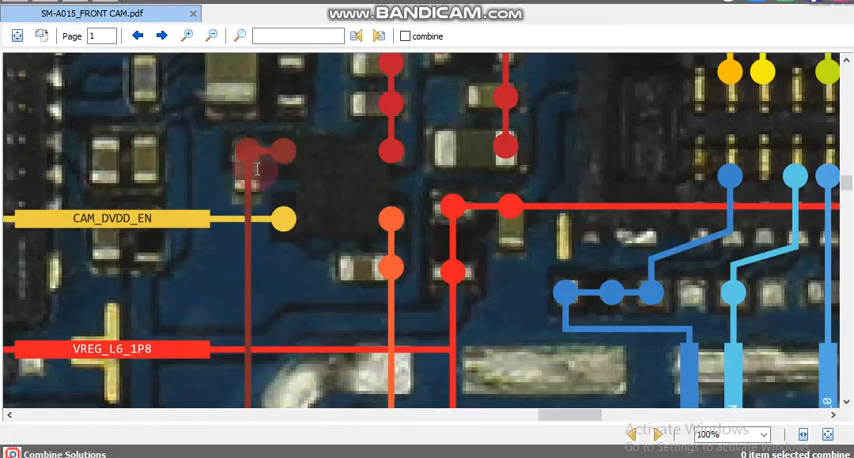 www.BANDICAM.com
SM-A015_FRONT CAM.pdf
Page 1
combine
CAM_DVDD_EN
VREG_L6_1P8
Activate Windows
Go to Settings to activate Windows.
100%
Combine Solutions
0 item selected combine